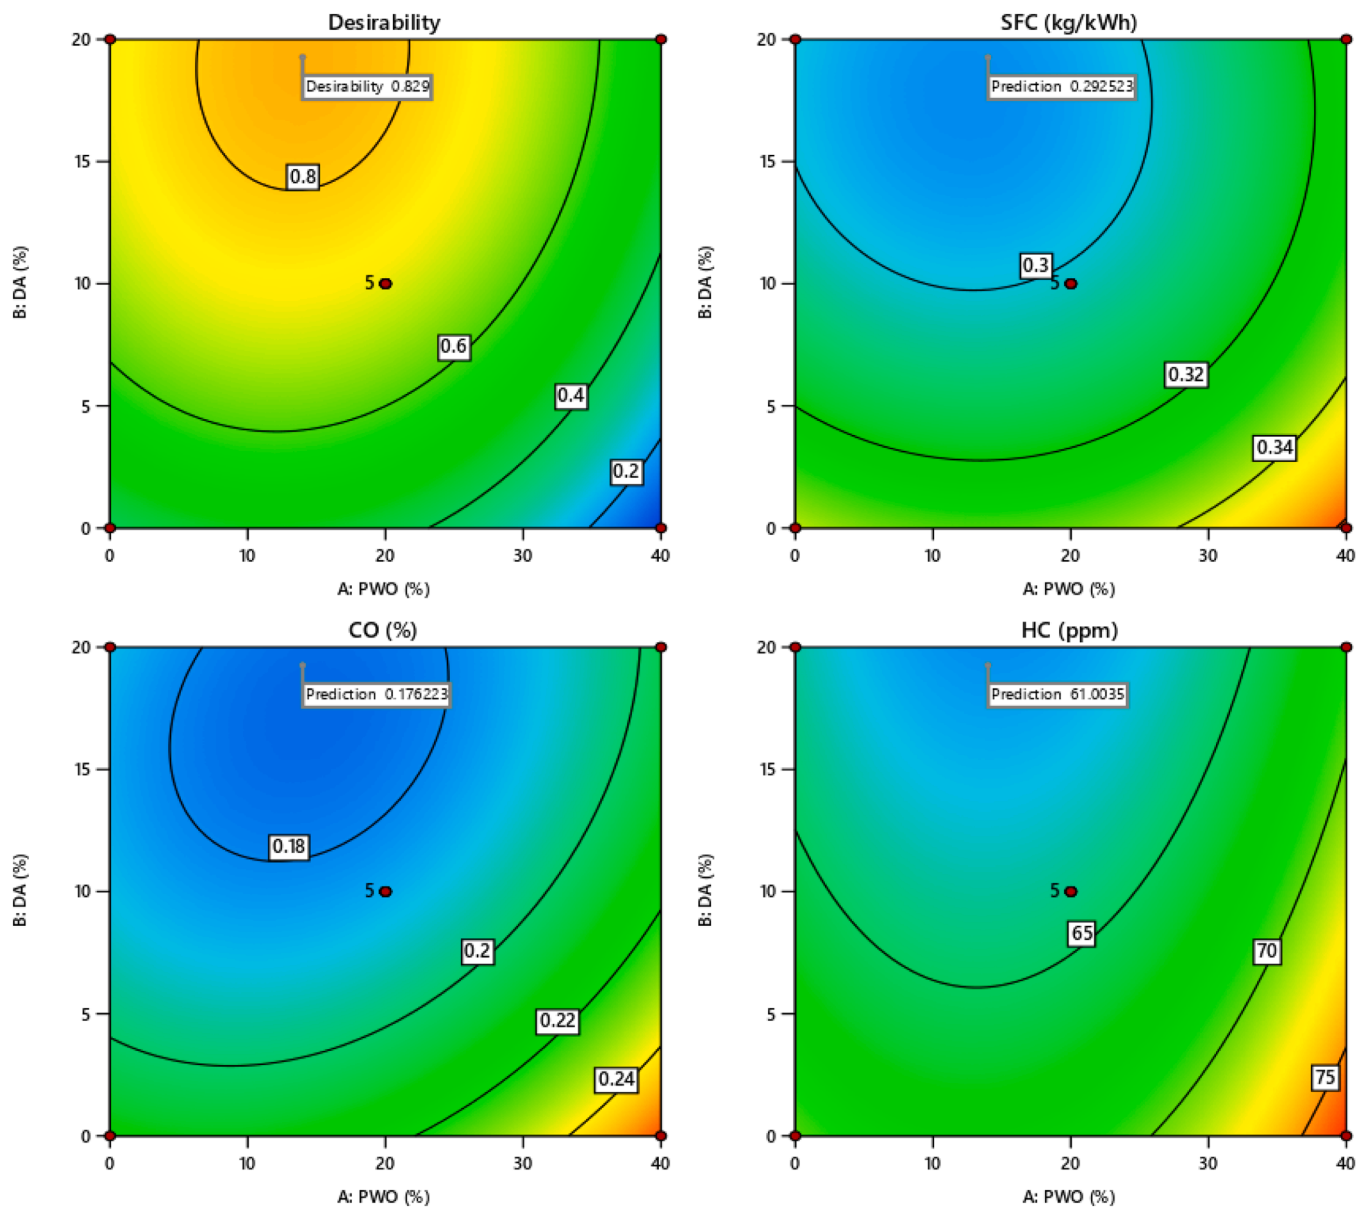 Desirability
SFC (kg/kWh)
20
15
10
5
0
B: DA (%)
Desirability 0.829
0.8
5
0.6
0.4
0.2
0 10 20 30 40
A: PWO (%)
20
15
10
5
0
B: DA (%)
Prediction 0.292523
0.3
5
0.32
0.34
0 10 20 30 40
A: PWO (%)
CO (%)
HC (ppm)
20
15
10
5
0
B: DA (%)
Prediction 0.176223
0.18
5
0.2
0.22
0.24
0 10 20 30 40
A: PWO (%)
20
15
10
5
0
B: DA (%)
Prediction 61.0035
5
65
70
75
0 10 20 30 40
A: PWO (%)